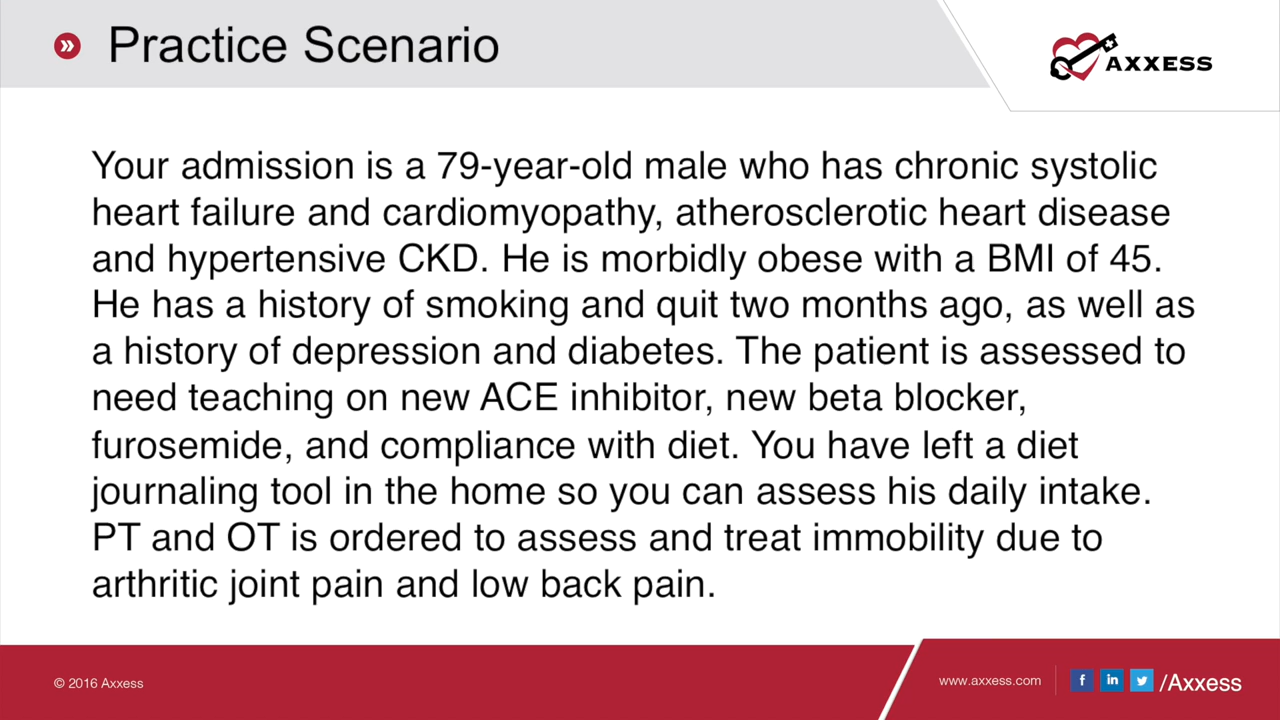 Practice Scenario
AXXESS
Your admission is a 79-year-old male who has chronic systolic
heart failure and cardiomyopathy, atherosclerotic heart disease
and hypertensive CKD. He is morbidly obese with a BMI of 45.
He has a history of smoking and quit two months ago, as well as
a history of depression and diabetes. The patient is assessed to
need teaching on new ACE inhibitor, new beta blocker,
furosemide, and compliance with diet. You have left a diet
journaling tool in the home so you can assess his daily intake.
PT and OT is ordered to assess and treat immobility due to
arthritic joint pain and low back pain.
© 2016 Axxess
www.axxess.com
f in /Axxess